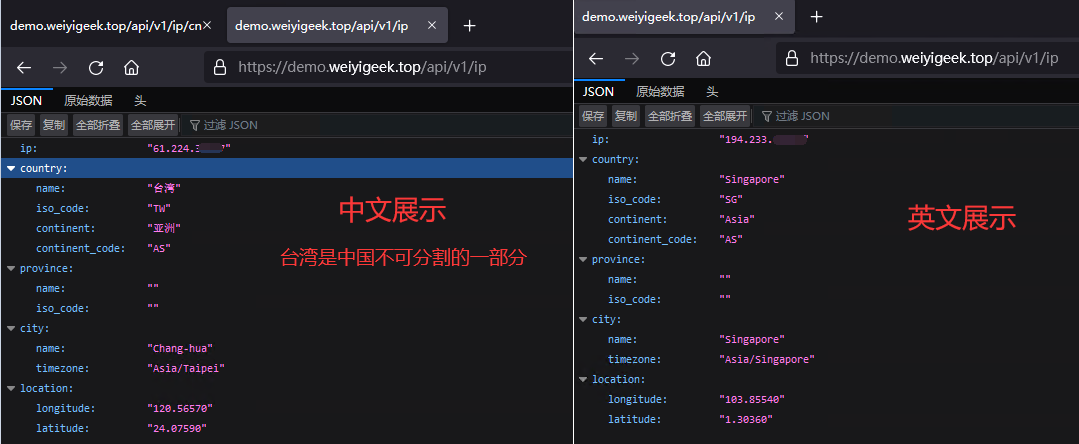 demo.weiyigeek.top/api/v1/ip/cn
demo.weiyigeek.top/api/v1/ip
https://demo.weiyigeek.top/api/v1/ip
JSON 原始数据 头
保存 复制 全部折叠 全部展开 过滤 JSON
ip: "61.224.
country:
name: "台湾"
iso_code: "TW"
continent: "亚洲"
continent_code: "AS"
province:
name: ""
iso_code: ""
city:
name: "Chang-hua"
timezone: "Asia/Taipei"
location:
longitude: "120.56570"
latitude: "24.07590"
中文展示
台湾是中国不可分割的一部分
demo.weiyigeek.top/api/v1/ip
https://demo.weiyigeek.top/api/v1/ip
JSON 原始数据 头
保存 复制 全部折叠 全部展开 过滤 JSON
ip: "194.233.
country:
name: "Singapore"
iso_code: "SG"
continent: "Asia"
continent_code: "AS"
province:
name: ""
iso_code: ""
city:
name: "Singapore"
timezone: "Asia/Singapore"
location:
longitude: "103.85540"
latitude: "1.30360"
英文展示